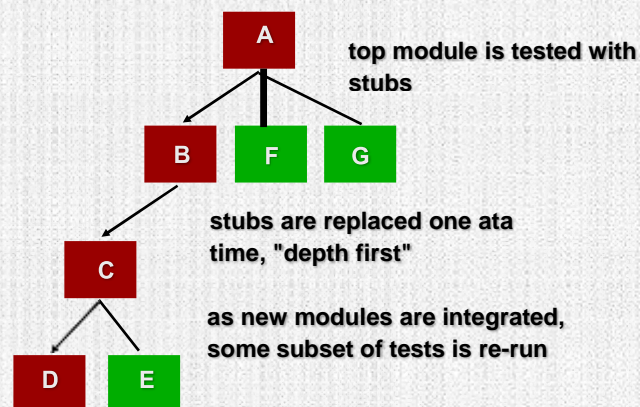 A
top module is tested with
stubs
B
F
G
stubs are replaced one ata
time, "depth first"
C
as new modules are integrated,
some subset of tests is re-run
D
E